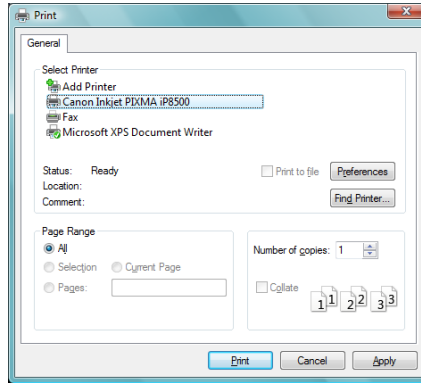 Print
General
Select Printer
Add Printer
Canon Inkjet PIXMA iP8500
Fax
Microsoft XPS Document Writer
Status: Ready
Print to file
Preferences
Location:
Comment:
Find Printer...
Page Range
All
Selection
Current Page
Pages:
Number of copies: 1
Collate
1 1 2 2 3 3
Print
Cancel
Apply